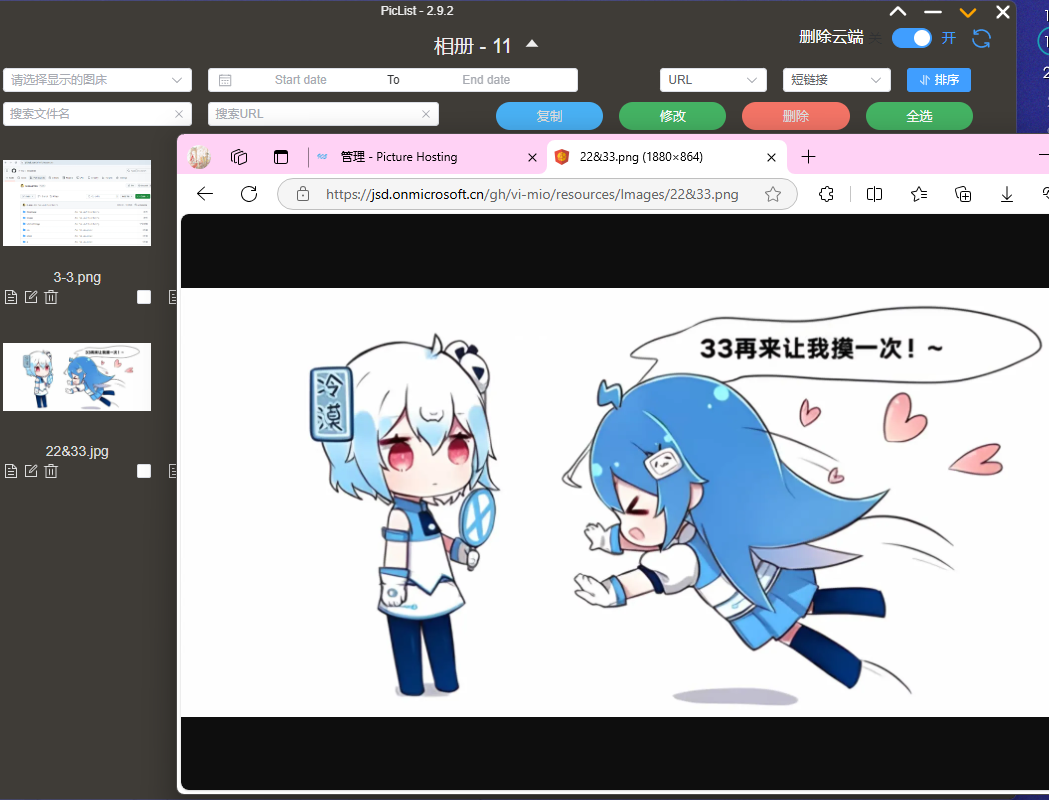 PicList - 2.9.2
相册 - 11
删除云端
开
请选择显示的图床
Start date
To
End date
URL
短链接
排序
搜索文件名
搜索URL
复制
修改
删除
全选
管理 - Picture Hosting
22&33.png (1880×864)
https://jsd.onmicrosoft.cn/gh/vi-mio/resources/Images/22&33.png
3-3.png
22&33.jpg
33再来让我摸一次！~
冷漠